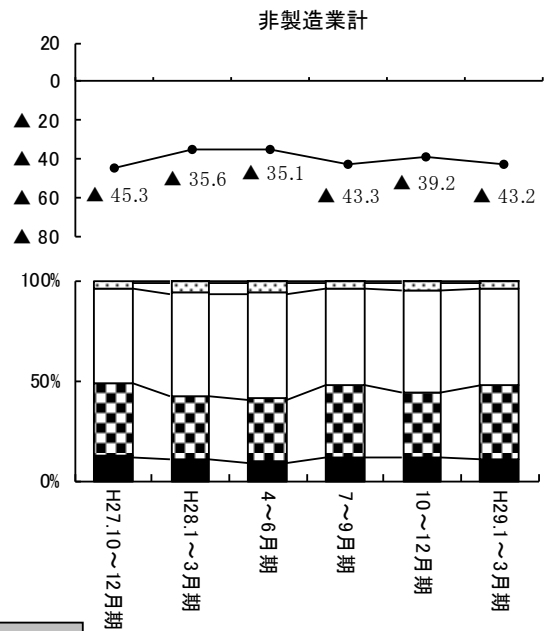 非製造業計
20
0
▲ 20
▲ 40
▲ 60
▲ 80
▲ 45.3
▲ 35.6
▲ 35.1
▲ 43.3
▲ 39.2
▲ 43.2
100%
50%
0%
H27.10～12月期
H28.1～3月期
4～6月期
7～9月期
10～12月期
H29.1～3月期